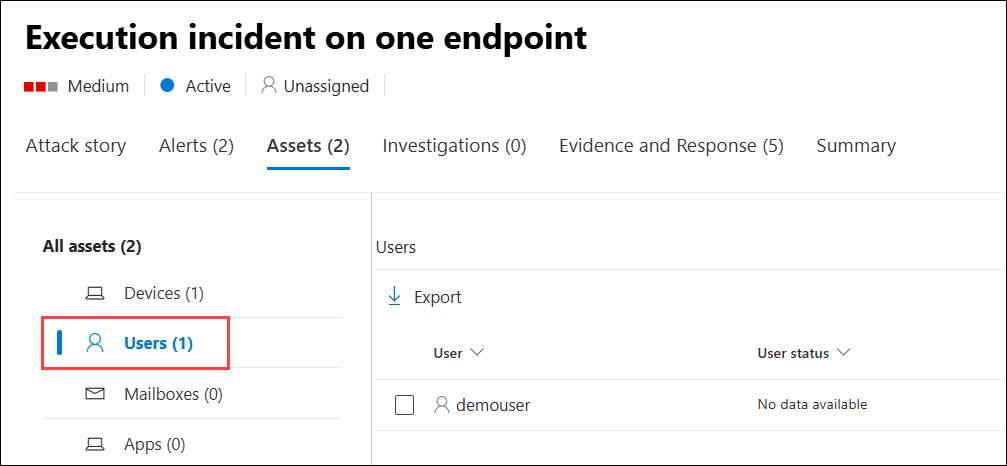 Execution incident on one endpoint
Medium Active Unassigned
Attack story Alerts (2) Assets (2) Investigations (0) Evidence and Response (5) Summary
All assets (2)
Devices (1)
Users (1)
Mailboxes (0)
Apps (0)
Users
Export
User User status
demouser No data available